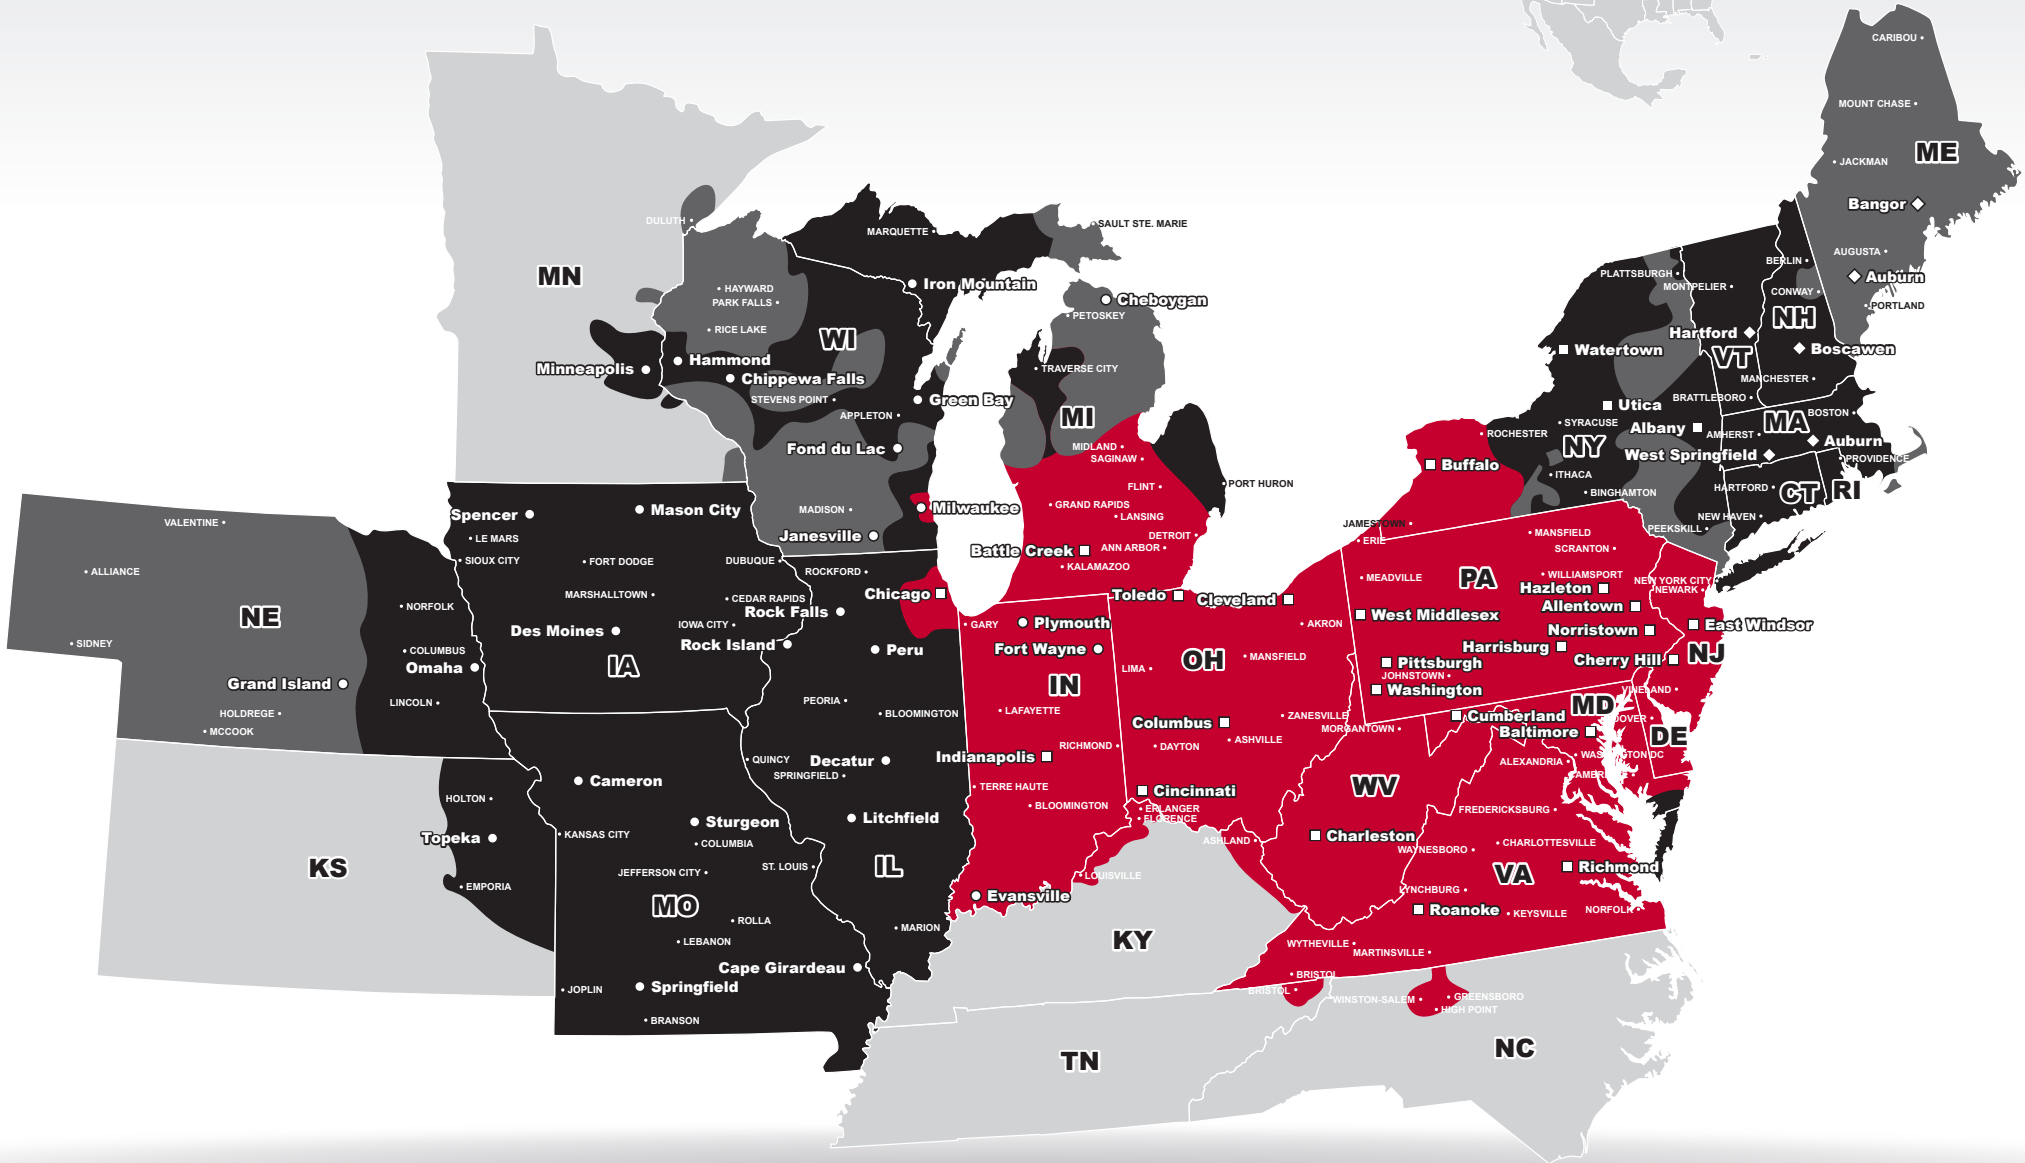 CARIBOU
MOUNT CHASE
ME
JACKMAN
Bangor
AUGUSTA
Auburn
PORTLAND
DULUTH
MARQUETTE
SAULT STE. MARIE
MN
HAYWARD
PARK FALLS
RICE LAKE
Iron Mountain
Cheboygan
PETOSKEY
WI
Hammond
Minneapolis
Chippewa Falls
STEVENS POINT
Green Bay
APPLETON
TRAVERSE CITY
MI
Fond du Lac
MIDLAND
SAGINAW
FLINT
PORT HURON
GRAND RAPIDS
LANSING
MADISON
Milwaukee
Janesville
DETROIT
ANN ARBOR
Battle Creek
KALAMAZOO
PLATTSBURGH
MONTPELIER
BERLIN
CONWAY
NH
Hartford
VT
Boscawen
Watertown
MANCHESTER
BRATTLEBORO
Utica
SYRACUSE
ROCHESTER
NY
Albany
AMHERST
MA
BOSTON
Auburn
West Springfield
PROVIDENCE
Buffalo
ITHACA
BINGHAMTON
HARTFORD
CT
RI
NEW HAVEN
PEEKSKILL
JAMESTOWN
ERIE
MANSFIELD
SCRANTON
VALENTINE
ALLIANCE
NE
SIDNEY
NORFOLK
COLUMBUS
Omaha
Grand Island
HOLDREGE
LINCOLN
MCCOOK
Spencer
Mason City
LE MARS
SIOUX CITY
FORT DODGE
DUBUQUE
MARSHALLTOWN
CEDAR RAPIDS
IOWA CITY
Des Moines
IA
ROCKFORD
Rock Falls
Chicago
Rock Island
Peru
PEORIA
BLOOMINGTON
QUINCY
SPRINGFIELD
Decatur
Litchfield
IL
MARION
GARY
Plymouth
Fort Wayne
IN
LAFAYETTE
RICHMOND
Indianapolis
TERRE HAUTE
BLOOMINGTON
Evansville
Toledo
Cleveland
AKRON
LIMA
OH
MANSFIELD
Columbus
ZANESVILLE
DAYTON
ASHVILLE
Cincinnati
ERLANGER
FLORENCE
ASHLAND
LOUISVILLE
KY
MEADVILLE
PA
WILLIAMSPORT
Hazleton
Allentown
West Middlesex
Norristown
Harrisburg
Cherry Hill
Pittsburgh
JOHNSTOWN
Washington
NEW YORK CITY
NEWARK
East Windsor
NJ
VINELAND
MORGANTOWN
Cumberland
MD
Baltimore
DOVER
DE
WASHINGTON DC
ALEXANDRIA
CAMBRIDGE
WV
FREDERICKSBURG
Charleston
WAYNESBORO
CHARLOTTESVILLE
VA
Richmond
LYNCHBURG
Roanoke
KEYSVILLE
NORFOLK
WYTHEVILLE
MARTINSVILLE
BRISTOL
BRISTOL
WINSTON-SALEM
GREENSBORO
HIGH POINT
NC
TN
KS
HOLTON
Topeka
EMPORIA
Cameron
KANSAS CITY
Sturgeon
COLUMBIA
JEFFERSON CITY
ST. LOUIS
MO
ROLLA
LEBANON
Cape Girardeau
JOPLIN
Springfield
BRANSON